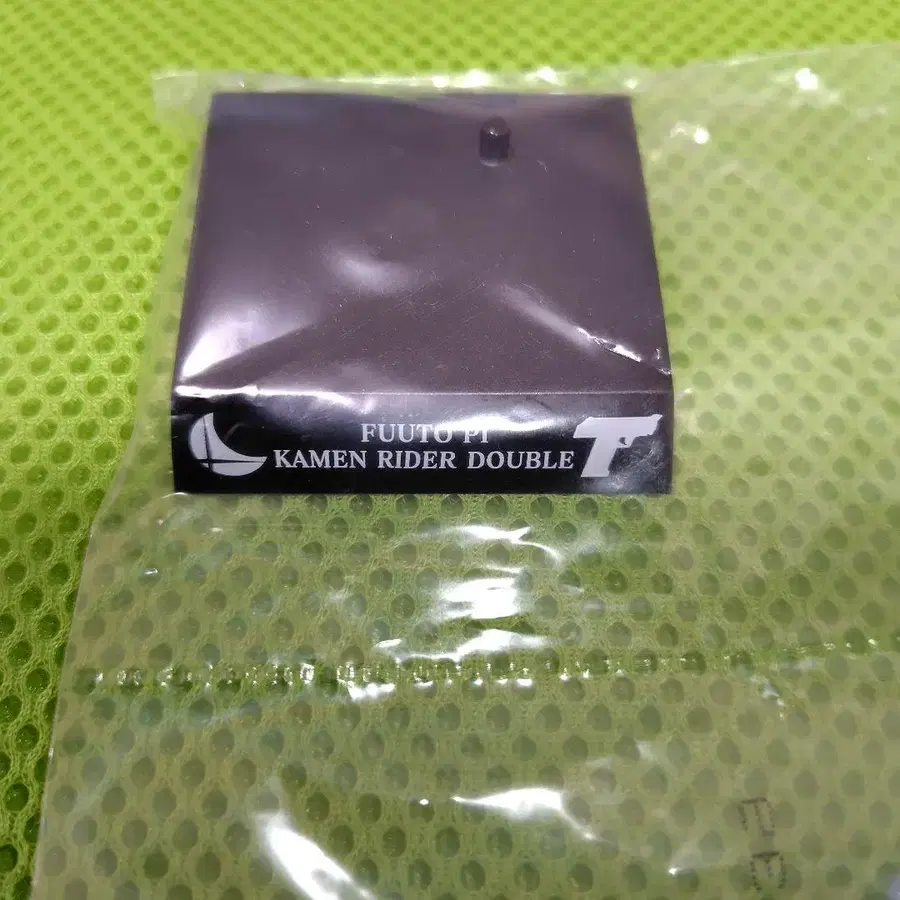 FUUTO PI
KAMEN RIDER DOUBLE